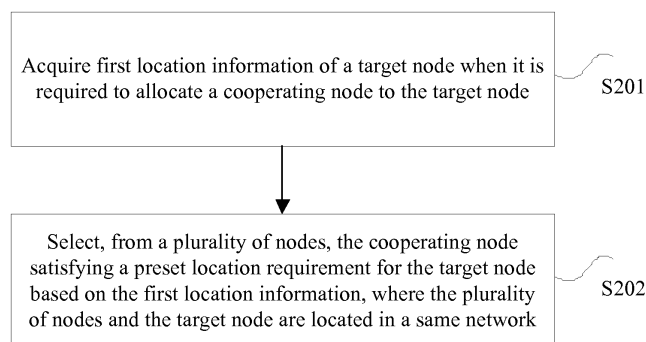 Acquire first location information of a target node when it is
required to allocate a cooperating node to the target node
S201
Select, from a plurality of nodes, the cooperating node
satisfying a preset location requirement for the target node
based on the first location information, where the plurality
of nodes and the target node are located in a same network
S202